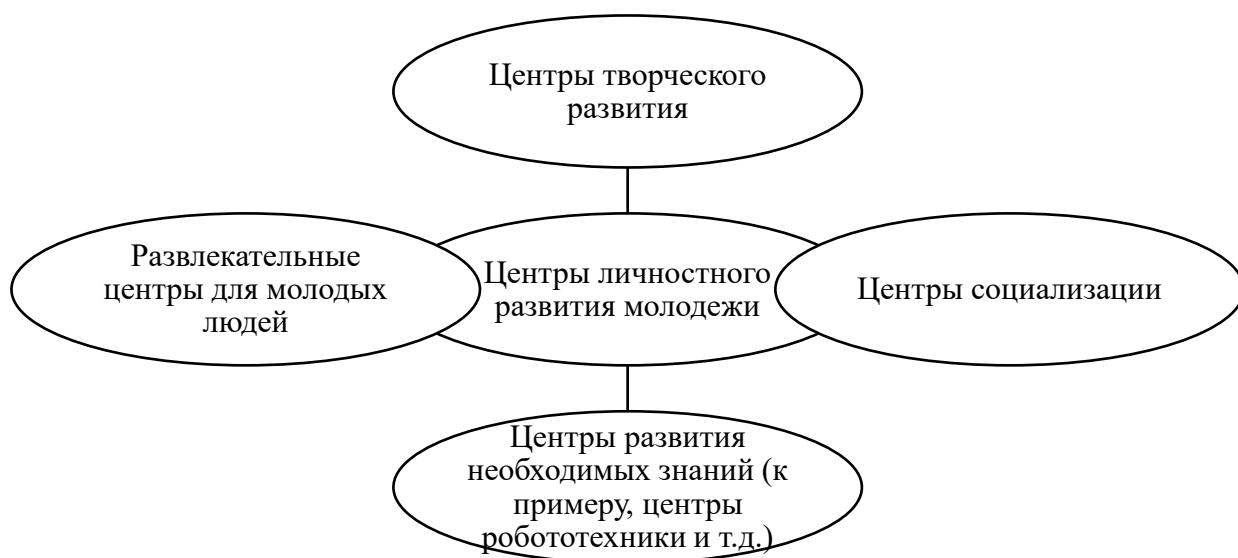 Центры творческого
развития
Развлекательные
центры для молодых
людей
Центры личностного
развития молодежи
Центры социализации
Центры развития
необходимых знаний (к
примеру, центры
робототехники и т.д.)